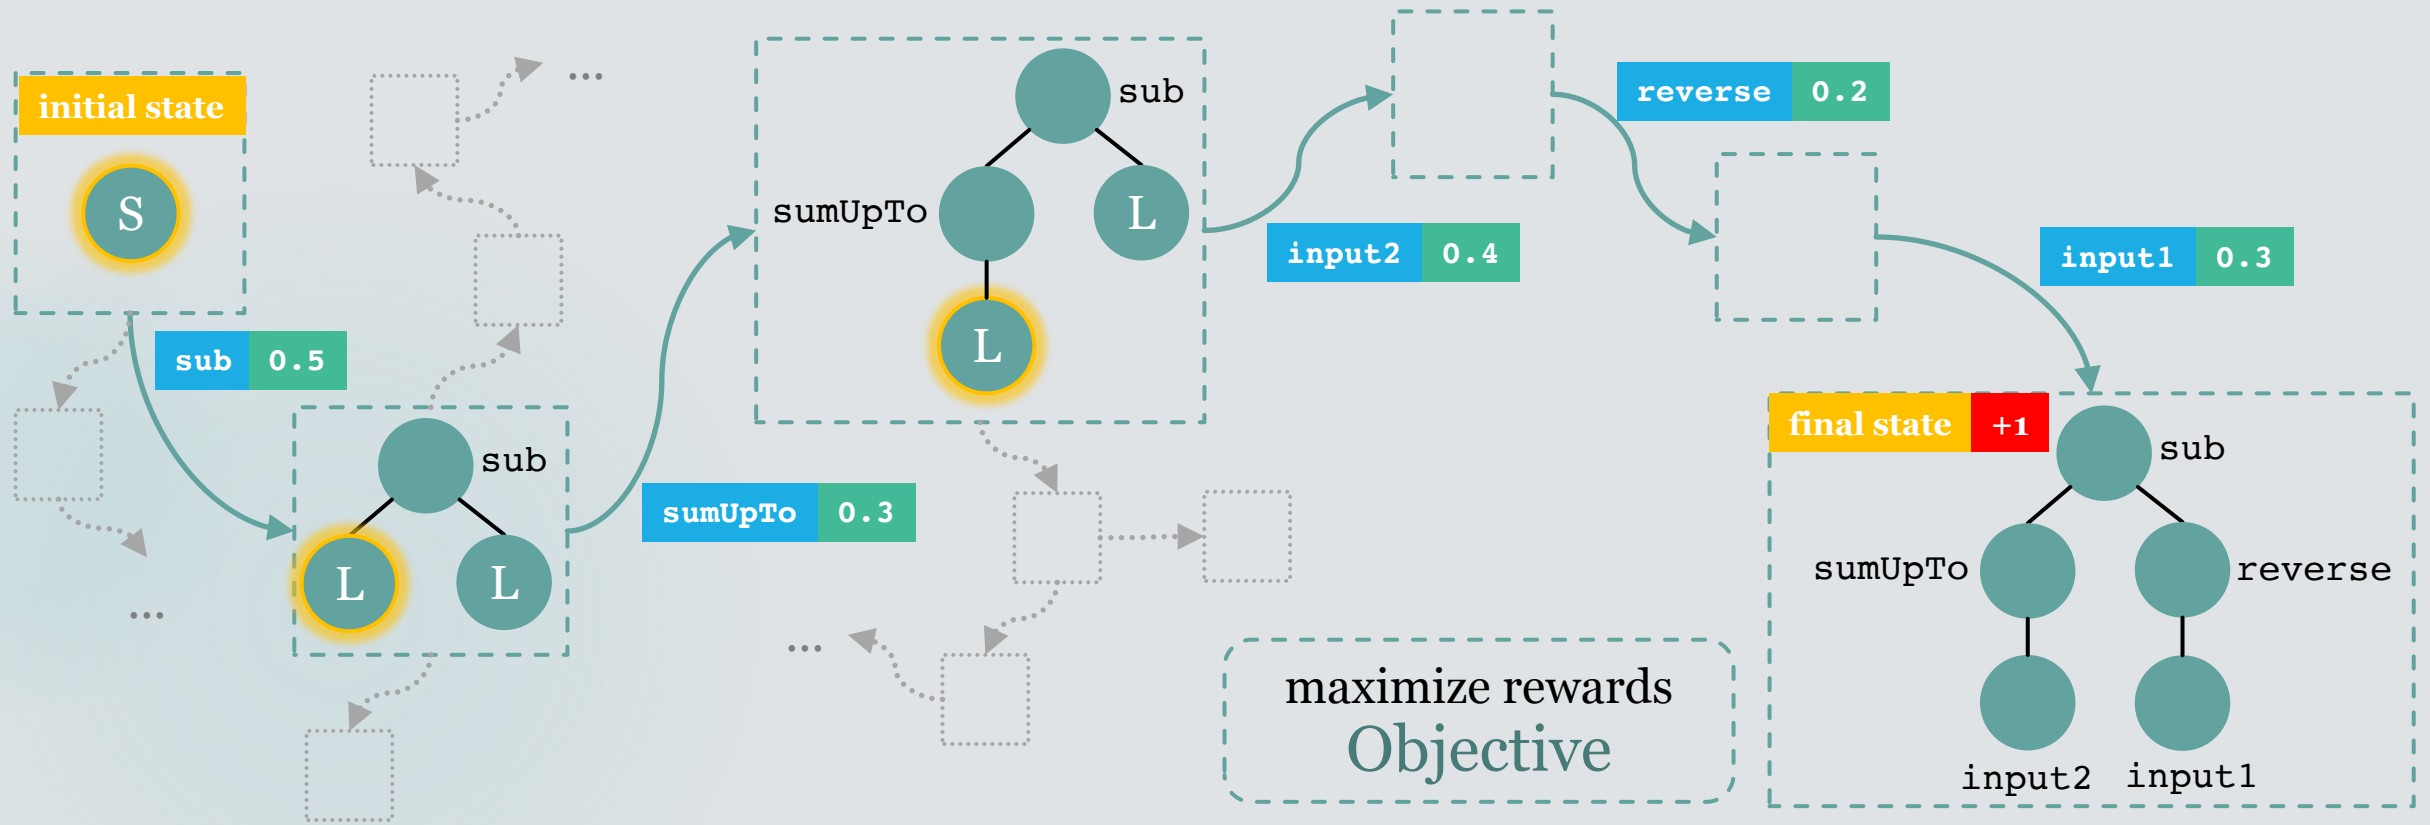 initial state
S
sub 0.5
...
...
sub
L
L
sumUpTo 0.3
sub
sumUpTo
L
L
...
input2 0.4
reverse 0.2
input1 0.3
final state +1
sub
sumUpTo
reverse
input2
input1
maximize rewards
Objective